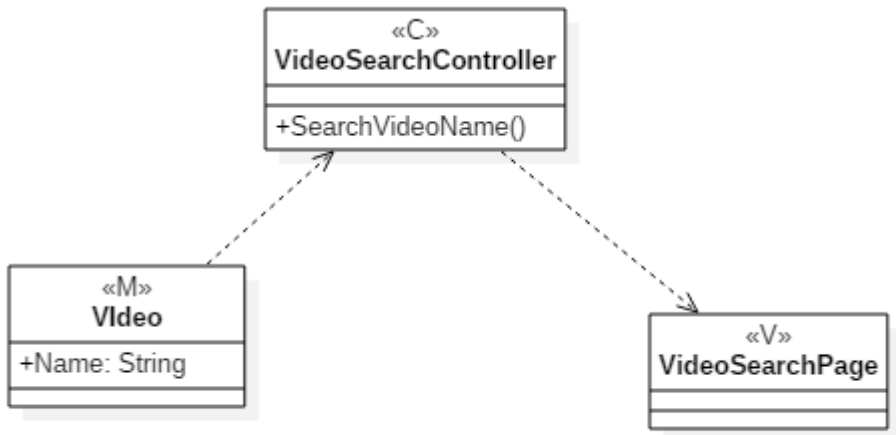 «C»
VideoSearchController
+SearchVideoName()
«M»
VIdeo
+Name: String
«V»
VideoSearchPage